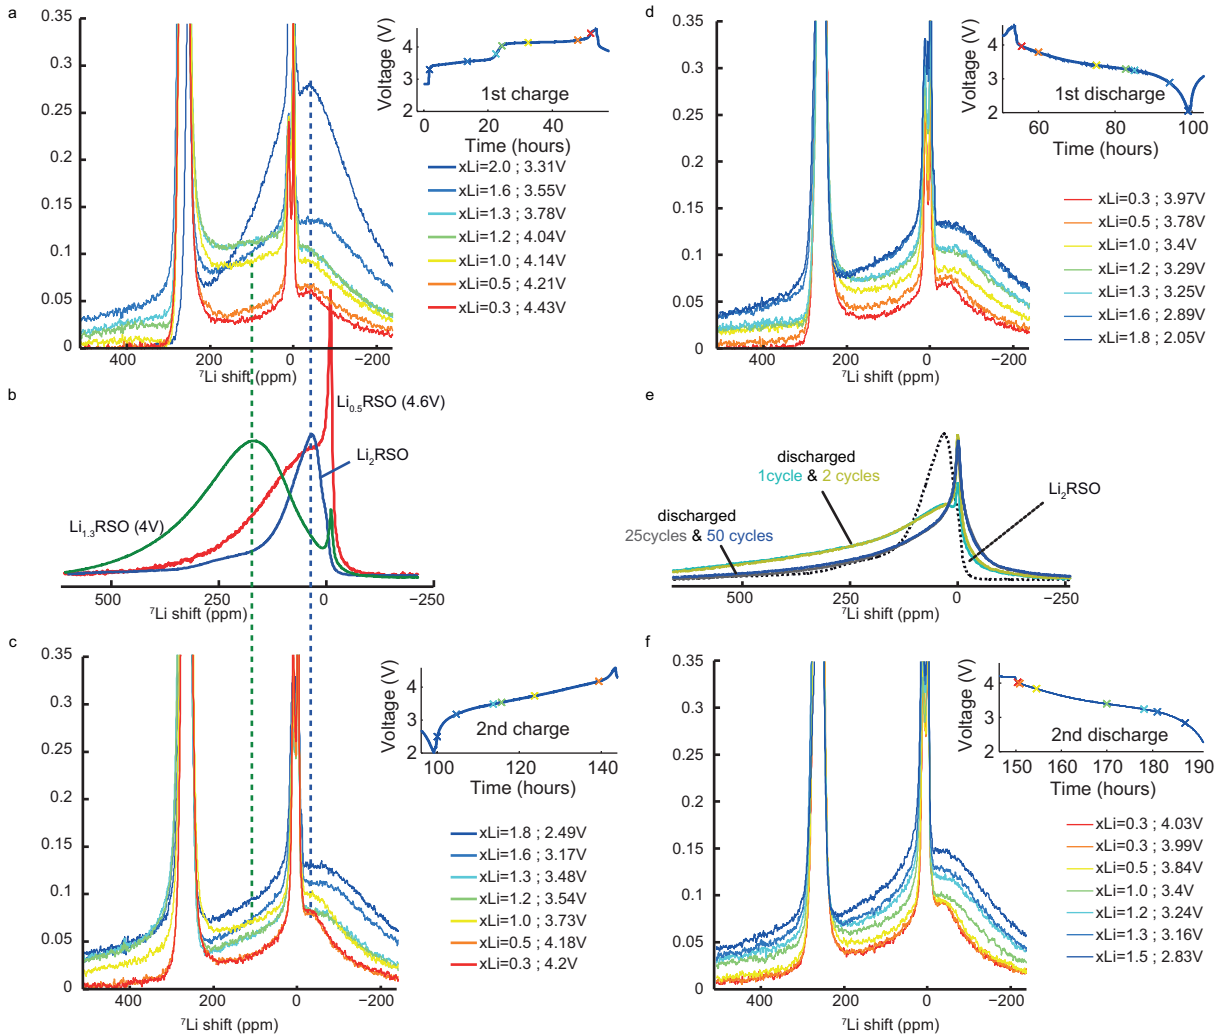 a
0.35
0.3
0.25
0.2
0.15
0.1
0.05
0
400
200
0
−200
⁷Li shift (ppm)
Voltage (V)
4
3
2
0
20
40
1st charge
Time (hours)
xLi=2.0 ; 3.31V
xLi=1.6 ; 3.55V
xLi=1.3 ; 3.78V
xLi=1.2 ; 4.04V
xLi=1.0 ; 4.14V
xLi=0.5 ; 4.21V
xLi=0.3 ; 4.43V
d
0.35
0.3
0.25
0.2
0.15
0.1
0.05
0
400
200
0
−200
⁷Li shift (ppm)
Voltage (V)
4
3
2
60
80
100
1st discharge
Time (hours)
xLi=0.3 ; 3.97V
xLi=0.5 ; 3.78V
xLi=1.0 ; 3.4V
xLi=1.2 ; 3.29V
xLi=1.3 ; 3.25V
xLi=1.6 ; 2.89V
xLi=1.8 ; 2.05V
b
Li₀.₅RSO (4.6V)
Li₂RSO
Li₁.₃RSO (4V)
500
250
0
-250
⁷Li shift (ppm)
e
discharged
1cycle & 2 cycles
Li₂RSO
discharged
25cycles & 50 cycles
500
250
0
-250
⁷Li shift (ppm)
c
0.35
0.3
0.25
0.2
0.15
0.1
0.05
0
400
200
0
−200
⁷Li shift (ppm)
Voltage (V)
4
3
2
100
120
140
2nd charge
Time (hours)
xLi=1.8 ; 2.49V
xLi=1.6 ; 3.17V
xLi=1.3 ; 3.48V
xLi=1.2 ; 3.54V
xLi=1.0 ; 3.73V
xLi=0.5 ; 4.18V
xLi=0.3 ; 4.2V
f
0.35
0.3
0.25
0.2
0.15
0.1
0.05
0
400
200
0
−200
⁷Li shift (ppm)
Voltage (V)
4
3
2
150
160
170
180
190
2nd discharge
Time (hours)
xLi=0.3 ; 4.03V
xLi=0.3 ; 3.99V
xLi=0.5 ; 3.84V
xLi=1.0 ; 3.4V
xLi=1.2 ; 3.24V
xLi=1.3 ; 3.16V
xLi=1.5 ; 2.83V